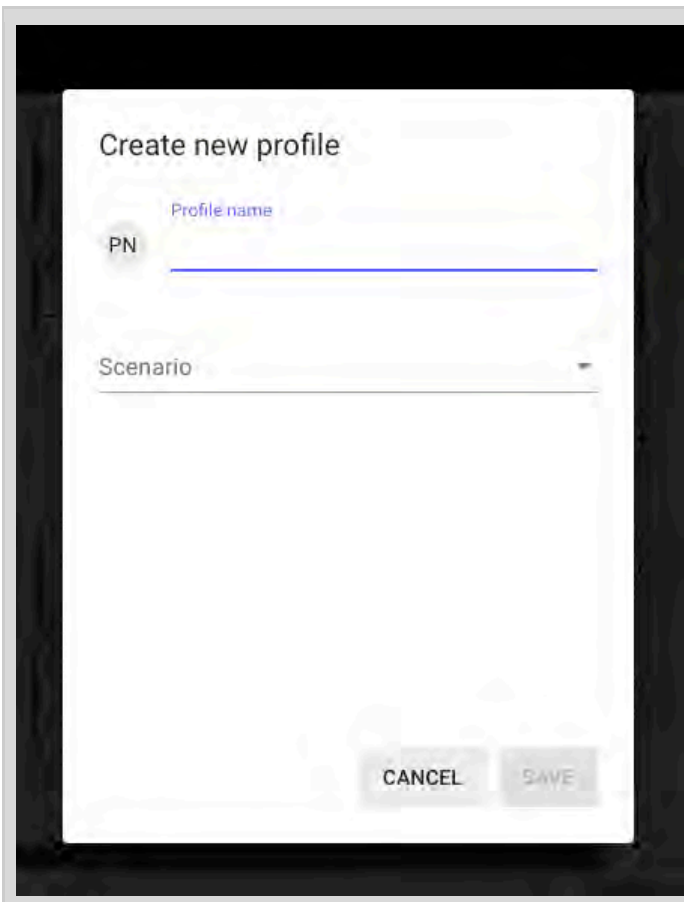 Create new profile
Profile name
PN
Scenario
CANCEL
SAVE